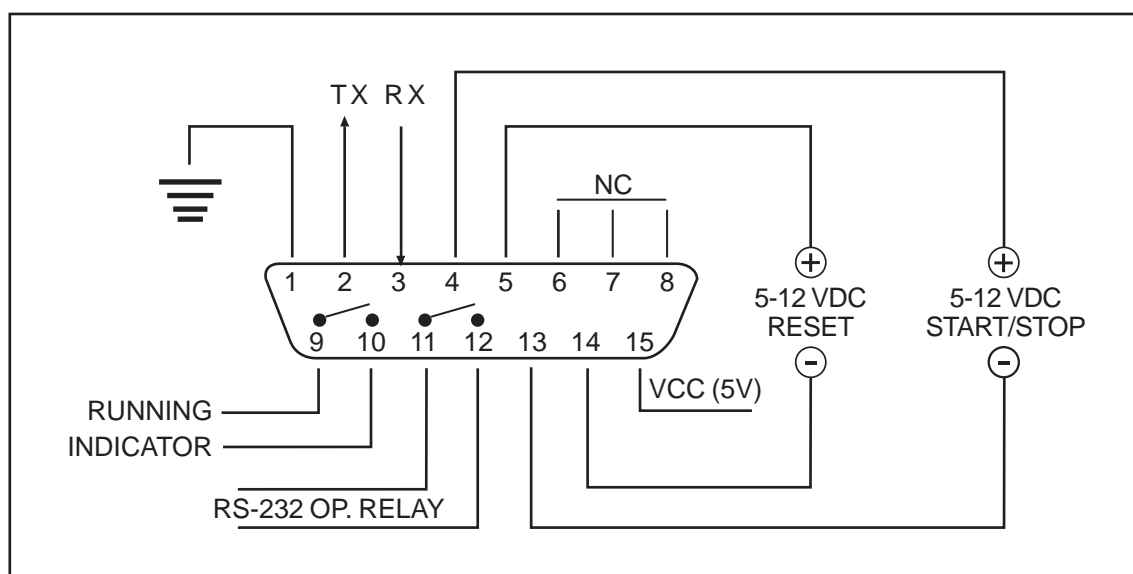 TX RX
NC
1 2 3 4 5 6 7 8
9 10 11 12 13 14 15
5-12 VDC
RESET
5-12 VDC
START/STOP
VCC (5V)
RUNNING
INDICATOR
RS-232 OP. RELAY